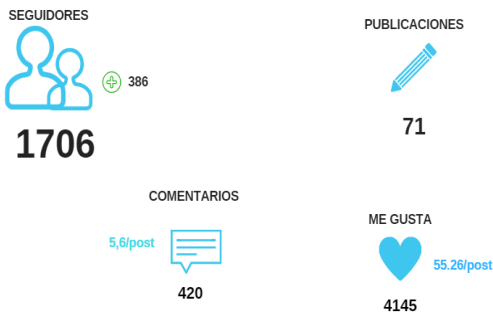 SEGUIDORES
386
1706
PUBLICACIONES
71
COMENTARIOS
5,6/post
420
ME GUSTA
55.26/post
4145